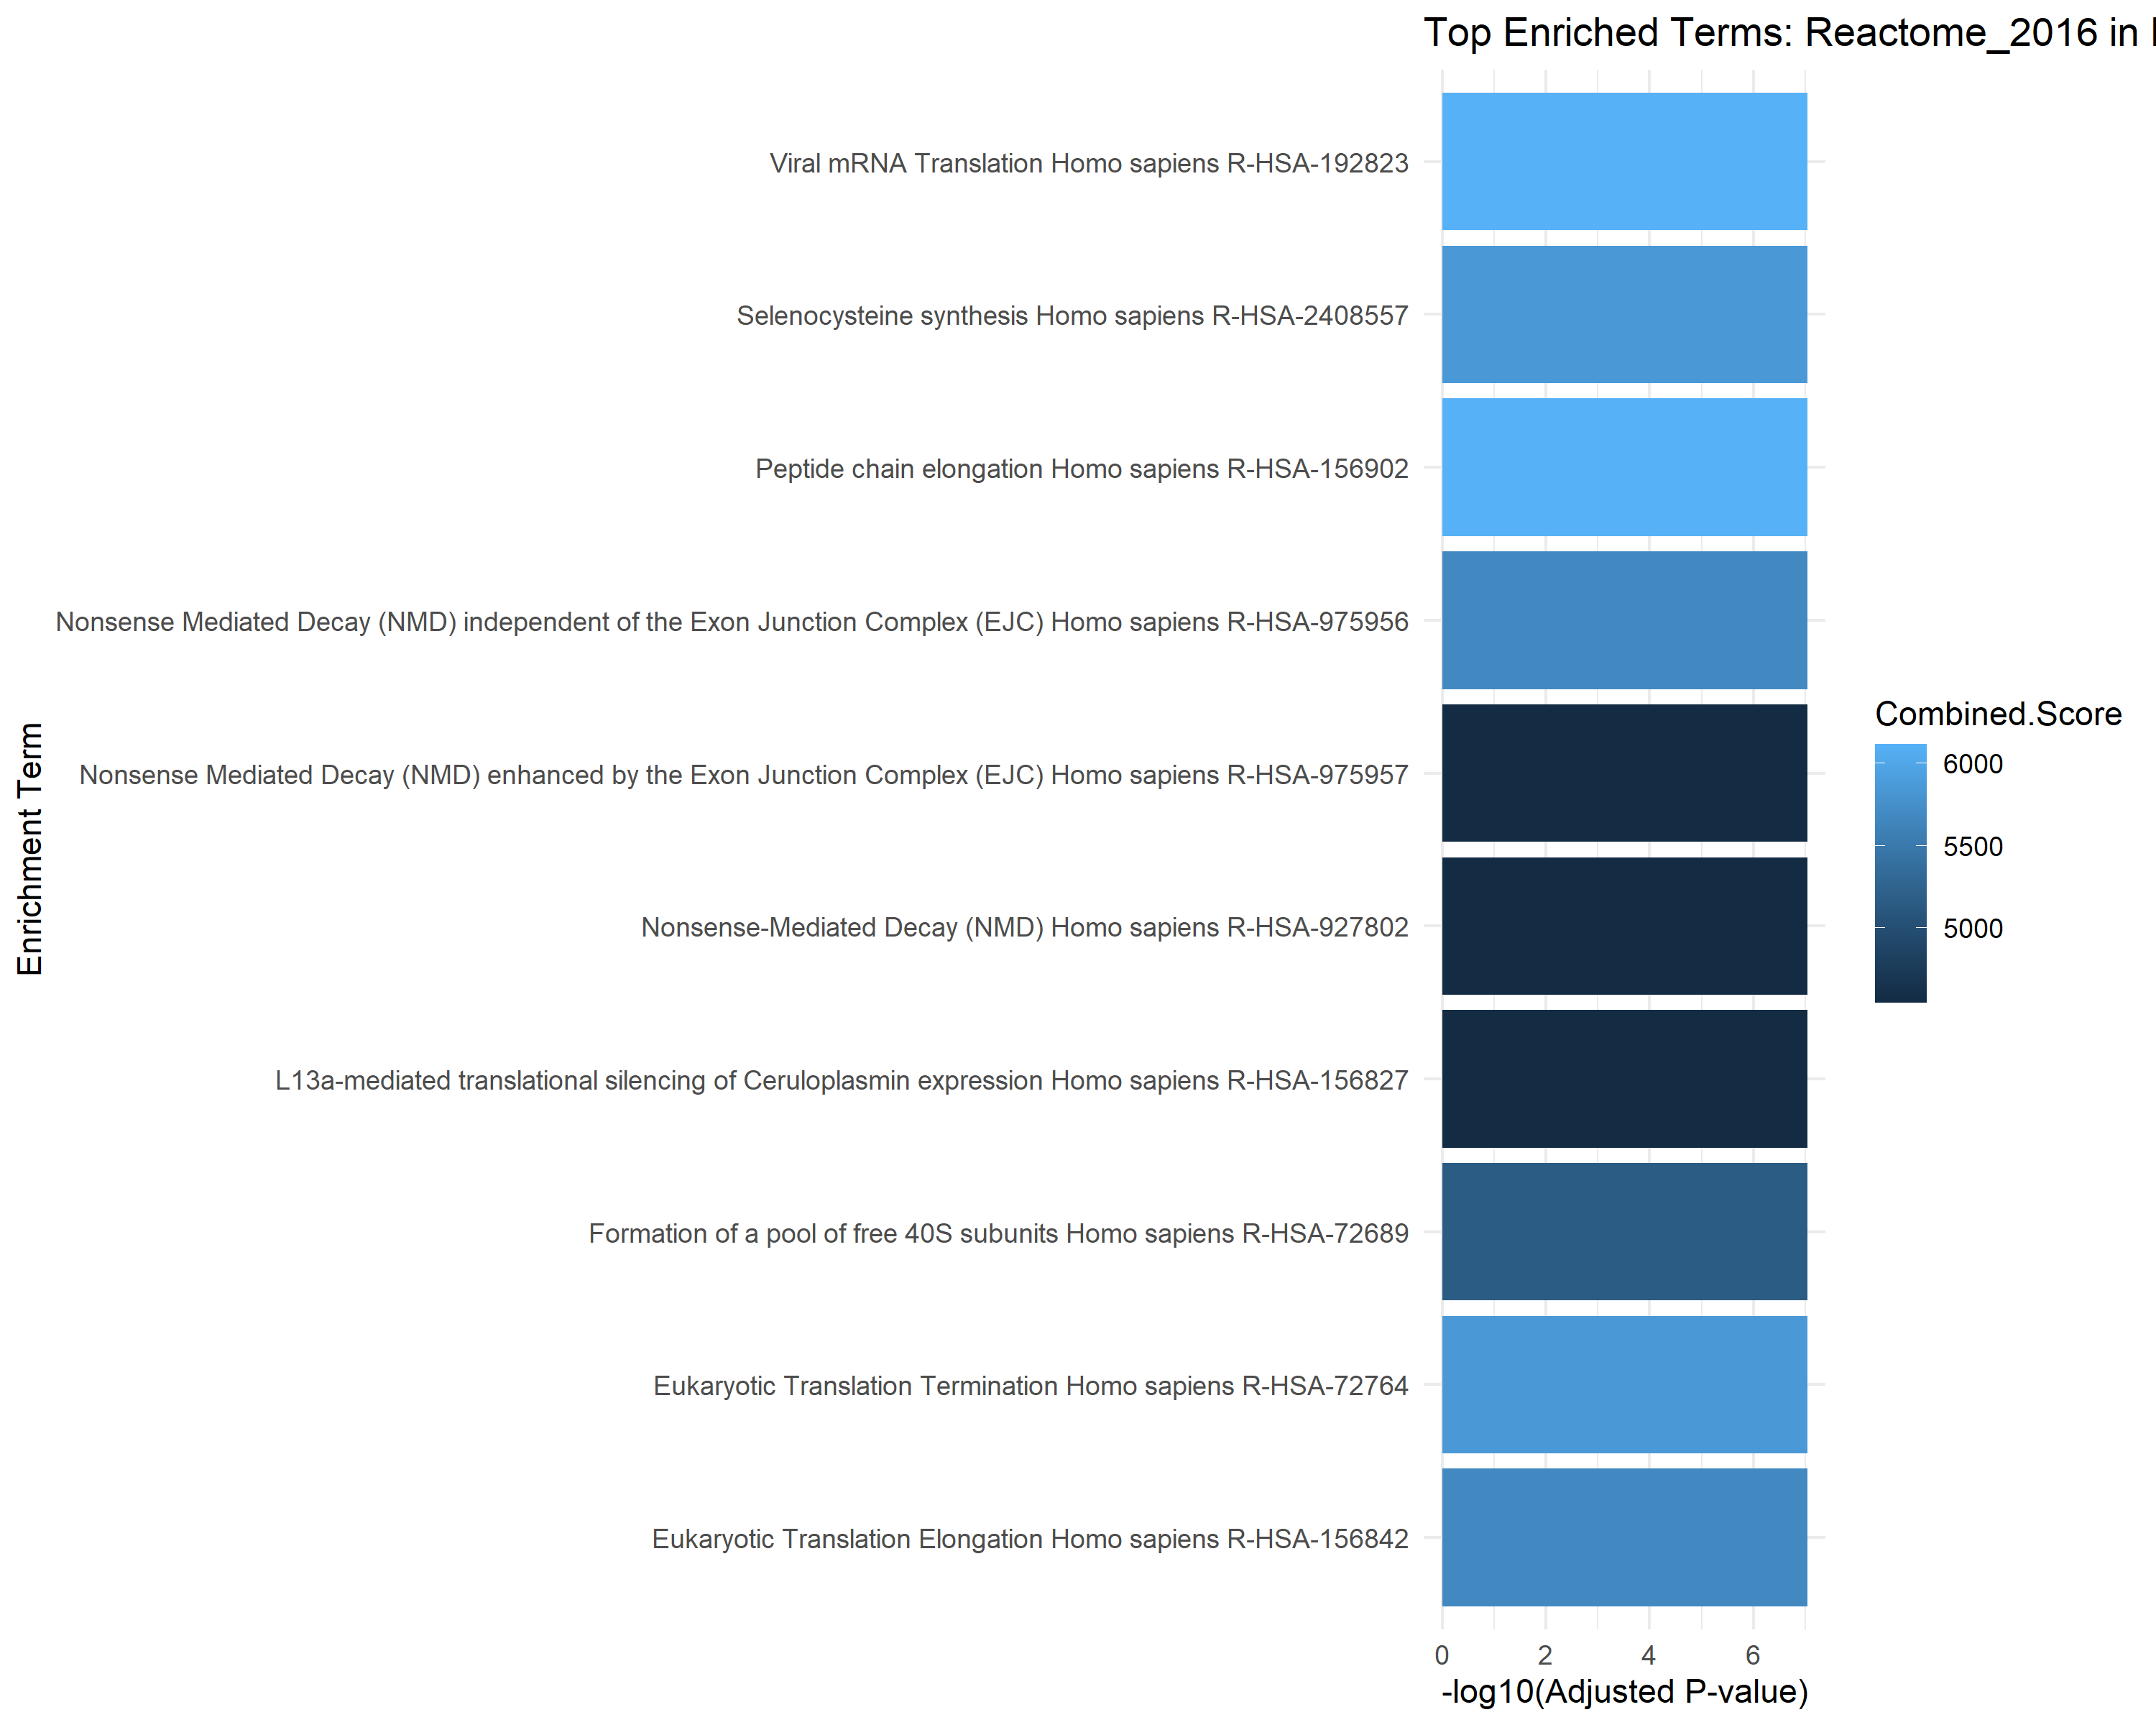 Top Enriched Terms: Reactome_2016 in
Viral mRNA Translation Homo sapiens R-HSA-192823
Selenocysteine synthesis Homo sapiens R-HSA-2408557
Peptide chain elongation Homo sapiens R-HSA-156902
Nonsense Mediated Decay (NMD) independent of the Exon Junction Complex (EJC) Homo sapiens R-HSA-975956
Nonsense Mediated Decay (NMD) enhanced by the Exon Junction Complex (EJC) Homo sapiens R-HSA-975957
Nonsense-Mediated Decay (NMD) Homo sapiens R-HSA-927802
L13a-mediated translational silencing of Ceruloplasmin expression Homo sapiens R-HSA-156827
Formation of a pool of free 40S subunits Homo sapiens R-HSA-72689
Eukaryotic Translation Termination Homo sapiens R-HSA-72764
Eukaryotic Translation Elongation Homo sapiens R-HSA-156842
Enrichment Term
0 2 4 6
-log10(Adjusted P-value)
Combined.Score
6000
5500
5000